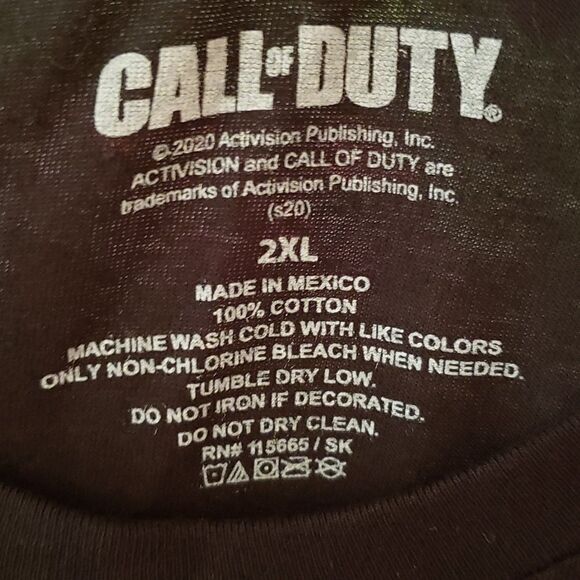 CALL OF DUTY®
© 2020 Activision Publishing, Inc.
ACTIVISION and CALL OF DUTY are
trademarks of Activision Publishing, Inc.
(s20)
2XL
MADE IN MEXICO
100% COTTON
MACHINE WASH COLD WITH LIKE COLORS
ONLY NON-CHLORINE BLEACH WHEN NEEDED.
TUMBLE DRY LOW.
DO NOT IRON IF DECORATED.
DO NOT DRY CLEAN.
RN# 115665 / SK